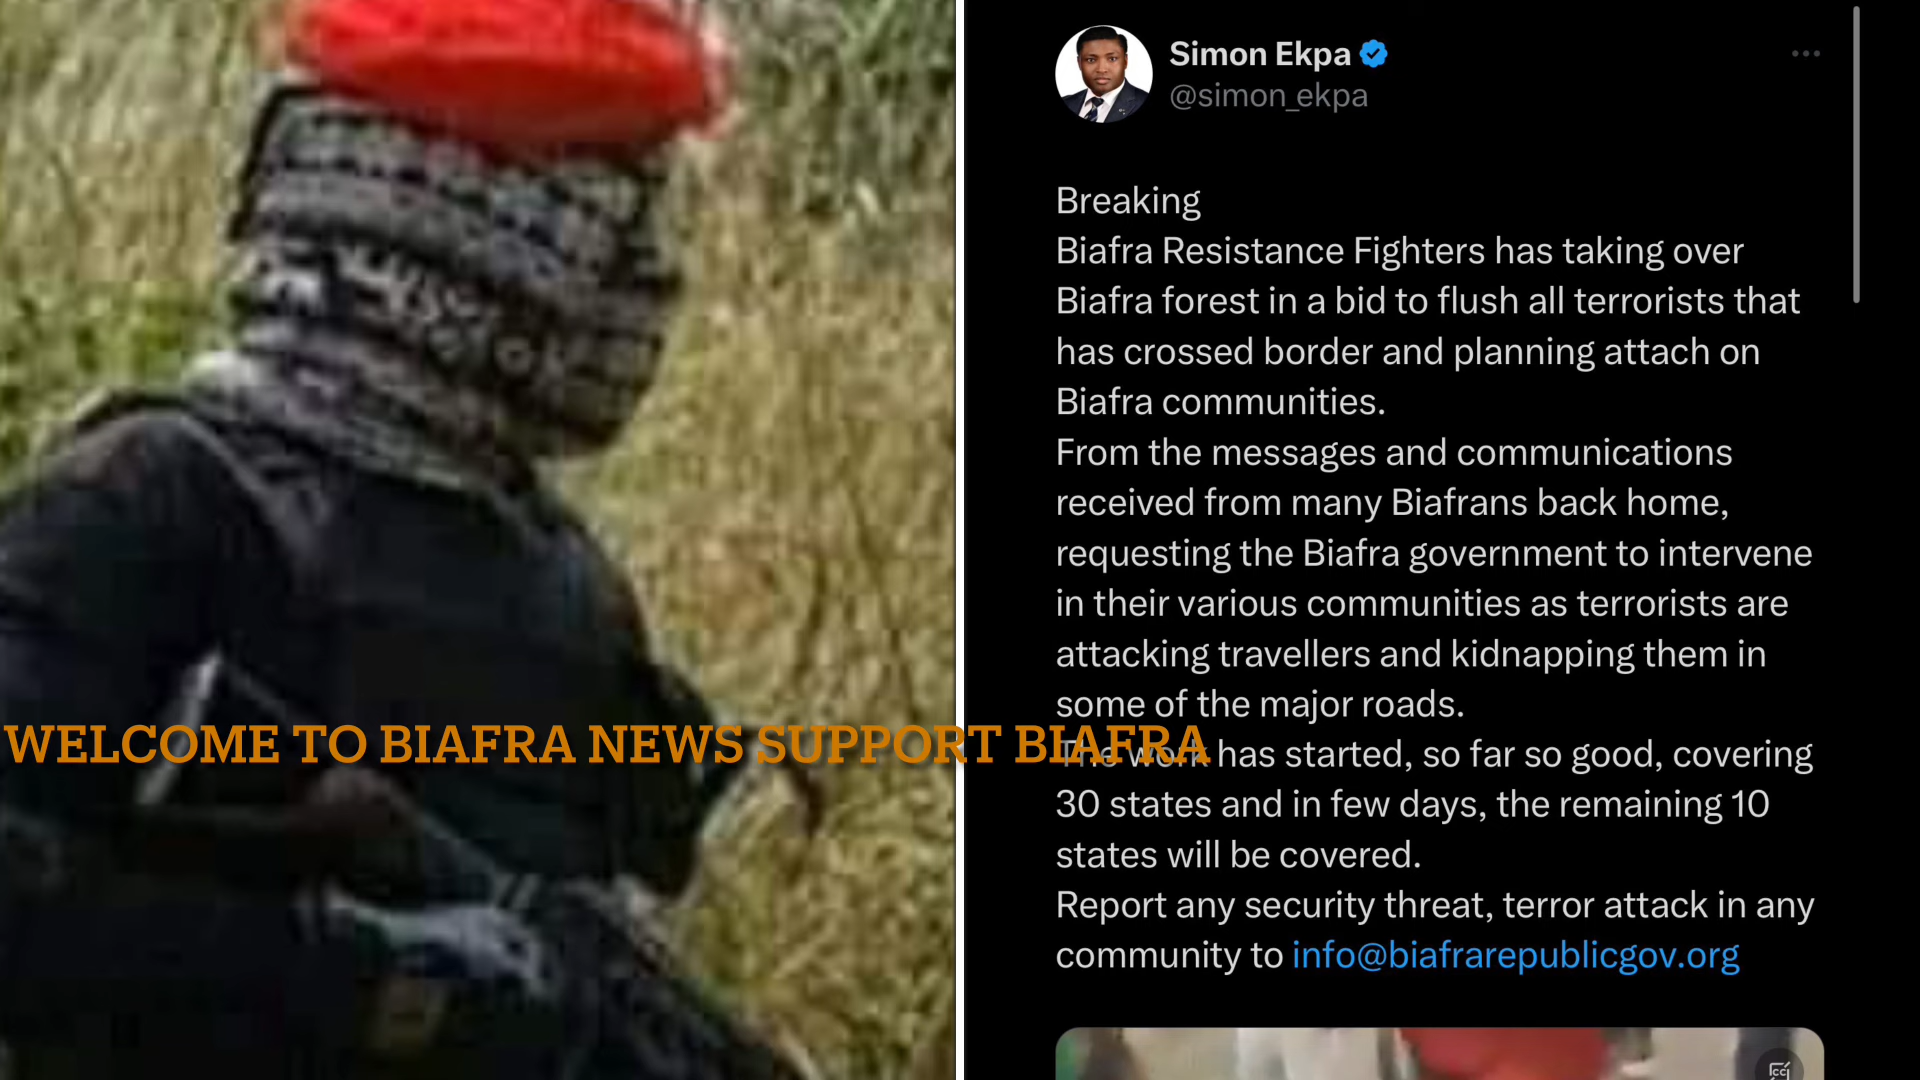 Simon Ekpa
@simon_ekpa
Breaking
Biafra Resistance Fighters has taking over
Biafra forest in a bid to flush all terrorists that
has crossed border and planning attach on
Biafra communities.
From the messages and communications
received from many Biafrans back home,
requesting the Biafra government to intervene
in their various communities as terrorists are
attacking travellers and kidnapping them in
some of the major roads.
WELCOME TO BIAFRA NEWS SUPPORT BIAFRA
The work has started, so far so good, covering
30 states and in few days, the remaining 10
states will be covered.
Report any security threat, terror attack in any
community to info@biafrarepublicgov.org